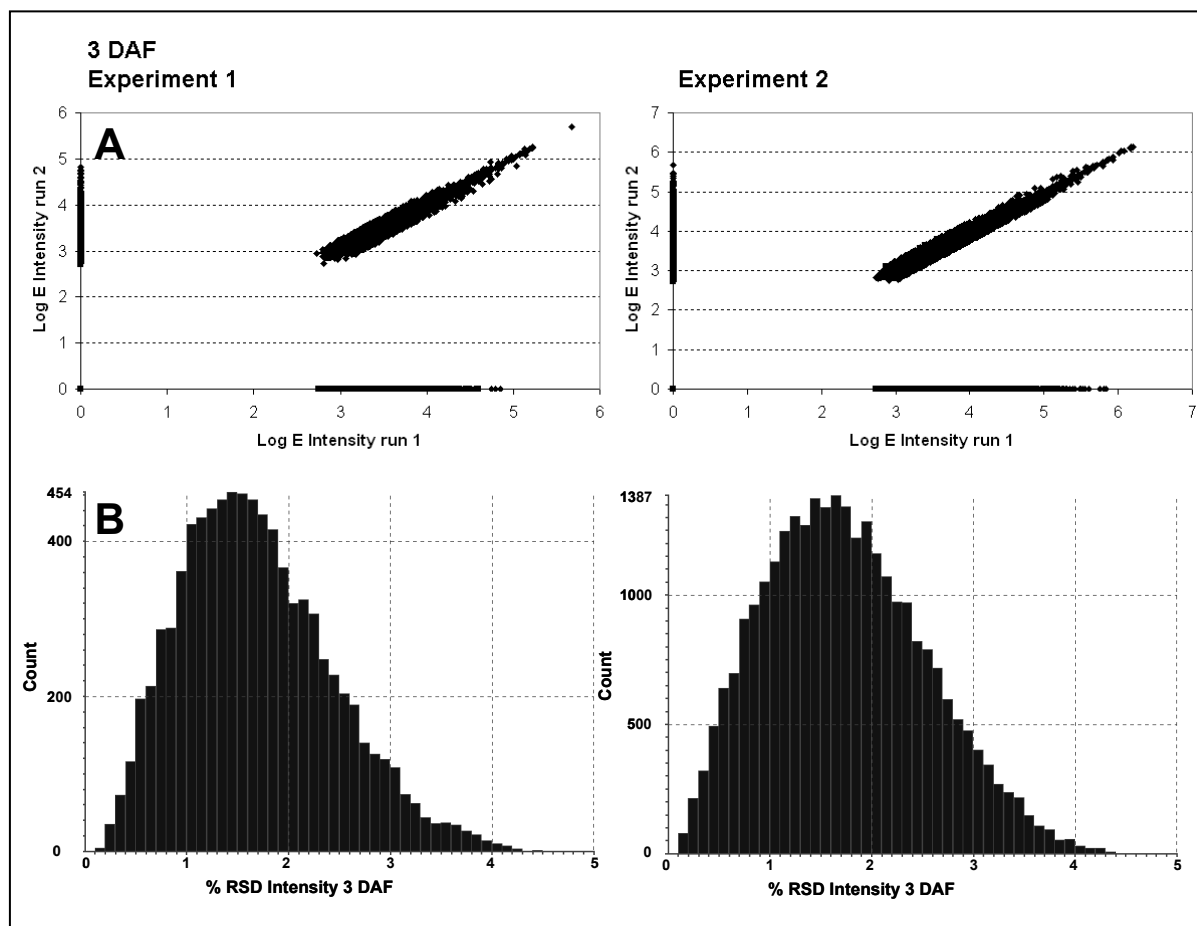 3 DAF
Experiment 1
Experiment 2
A
6
5
4
3
2
1
0
Log E Intensity run 2
0 1 2 3 4 5 6
Log E Intensity run 1
7
6
5
4
3
2
1
0
Log E Intensity run 2
0 1 2 3 4 5 6 7
Log E Intensity run 1
B
454
400
200
0
Count
0 1 2 3 4 5
% RSD Intensity 3 DAF
1387
1000
500
0
Count
0 1 2 3 4 5
% RSD Intensity 3 DAF